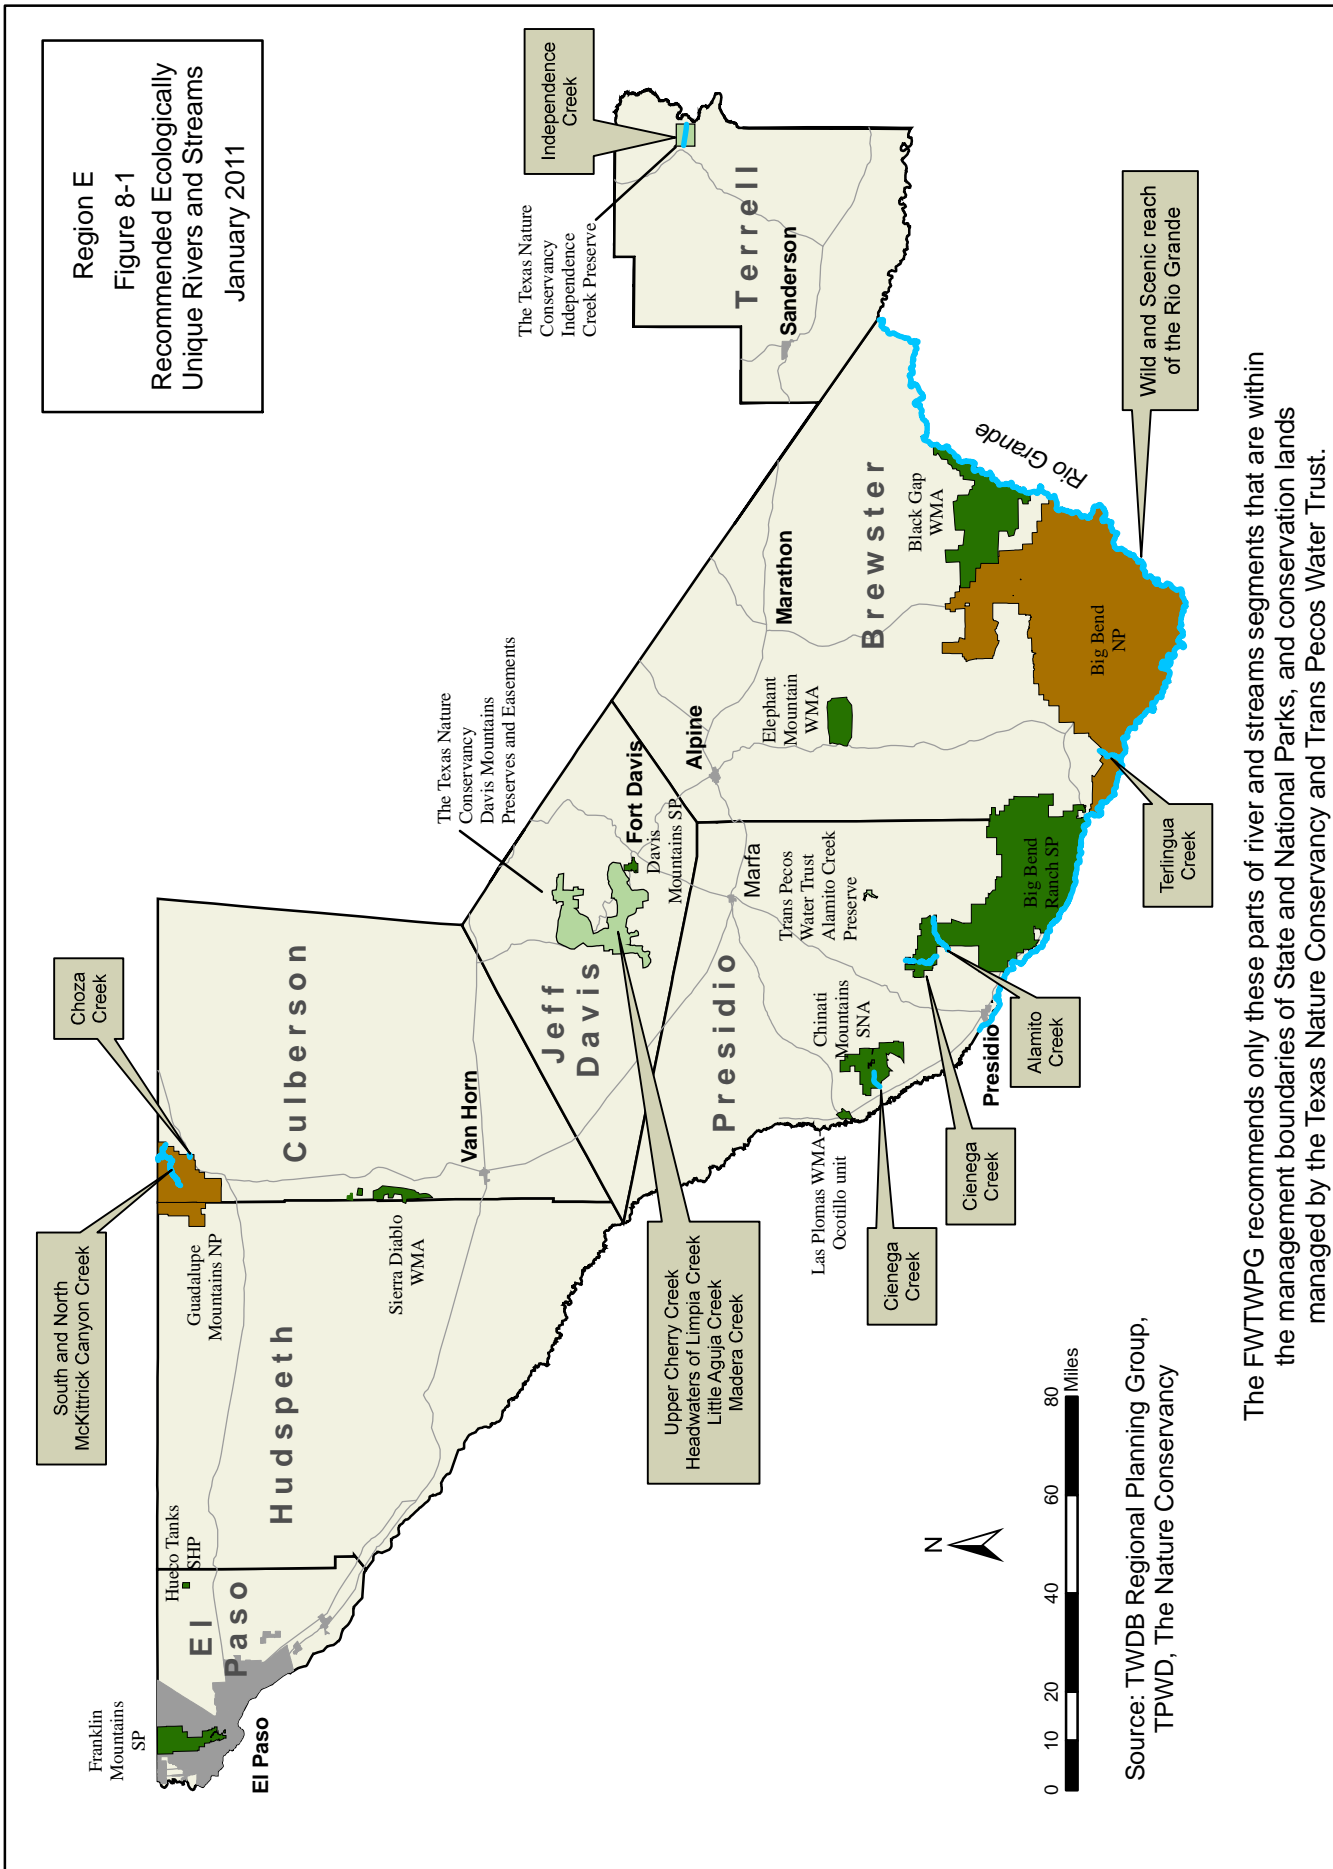 Region E
Figure 8-1
Recommended Ecologically
Unique Rivers and Streams
January 2011
Franklin
Mountains
SP
El Paso
El
Paso
Hueco Tanks
SHP
Hudspeth
South and North
McKittrick Canyon Creek
Guadalupe
Mountains NP
Choza
Creek
Culberson
Sierra Diablo
WMA
Van Horn
Jeff
Davis
The Texas Nature
Conservancy
Davis Mountains
Preserves and Easements
Fort Davis
Davis
Mountains SP
Upper Cherry Creek
Headwaters of Limpia Creek
Little Aguja Creek
Madera Creek
Presidio
Marfa
Alpine
Trans Pecos
Water Trust
Alamito Creek
Preserve
Chinati
Mountains
SNA
Las Plomas WMA-
Ocotillo unit
Cienega
Creek
Cienega
Creek
Presidio
Alamito
Creek
Big Bend
Ranch SP
Terlingua
Creek
Elephant
Mountain
WMA
Marathon
Brewster
Black Gap
WMA
Big Bend
NP
Rio Grande
Wild and Scenic reach
of the Rio Grande
The Texas Nature
Conservancy
Independence
Creek Preserve
Independence
Creek
Terrell
Sanderson
N
0 10 20 40 60 80
Miles
Source: TWDB Regional Planning Group,
TPWD, The Nature Conservancy
The FWTWPG recommends only these parts of river and streams segments that are within
the management boundaries of State and National Parks, and conservation lands
managed by the Texas Nature Conservancy and Trans Pecos Water Trust.